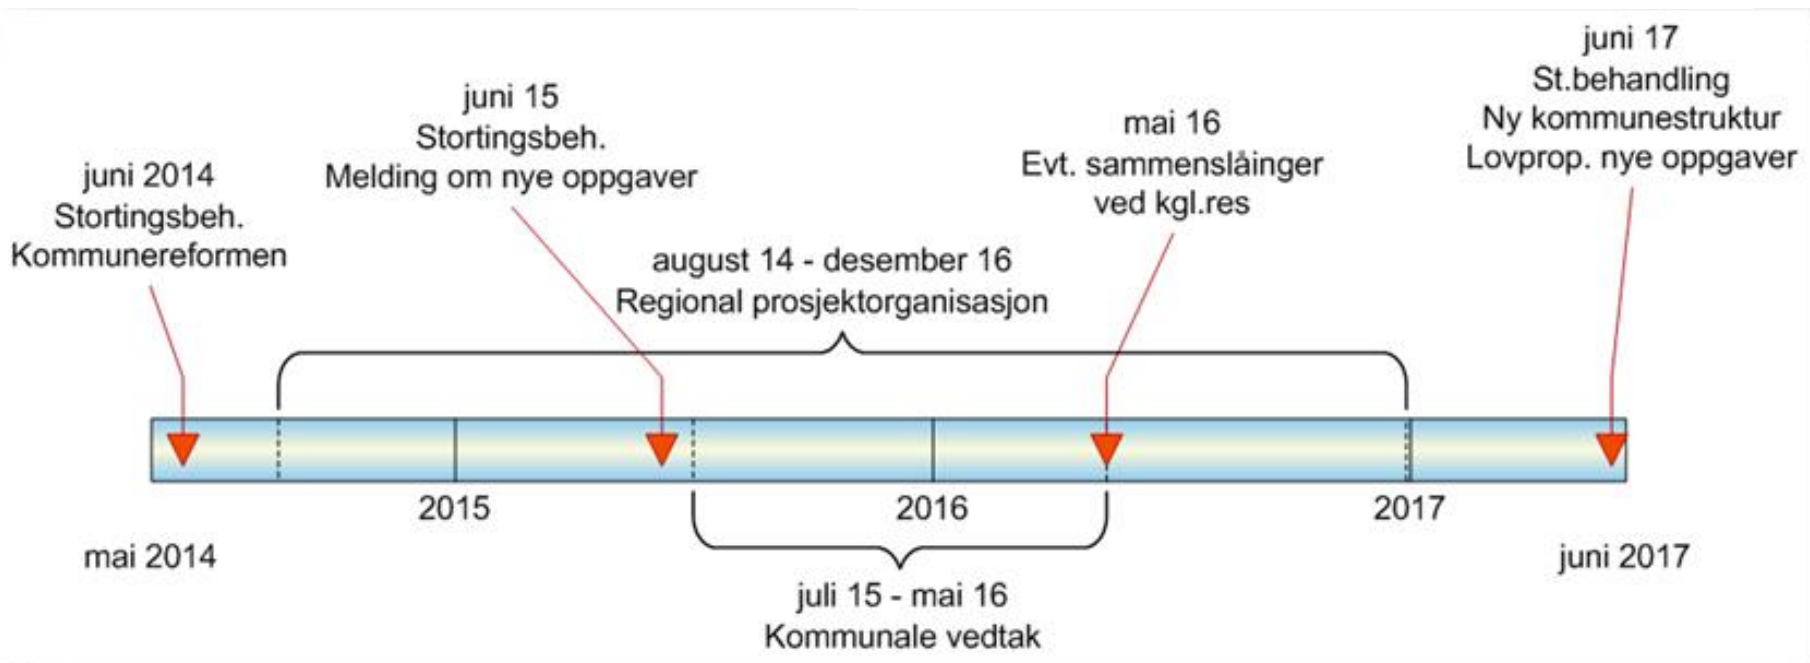 juni 2014
Stortingsbeh.
Kommunereformen
juni 15
Stortingsbeh.
Melding om nye oppgaver
august 14 - desember 16
Regional prosjektorganisasjon
mai 16
Evt. sammenslåinger
ved kgl.res
juni 17
St.behandling
Ny kommunestruktur
Lovprop. nye oppgaver
2015
2016
2017
mai 2014
juni 2017
juli 15 - mai 16
Kommunale vedtak